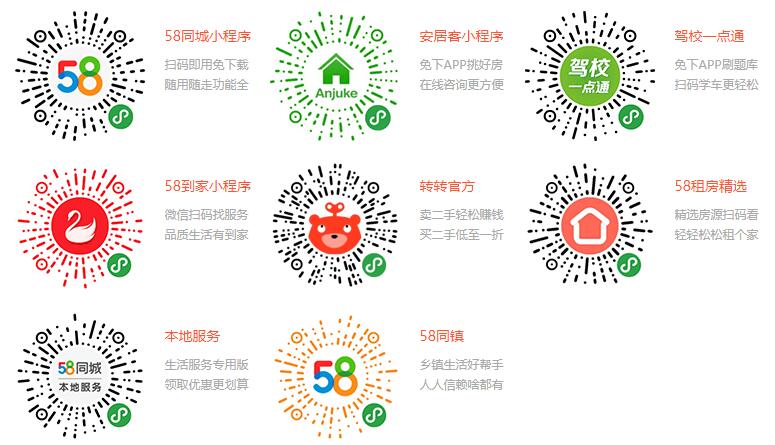 58同城小程序
扫码即用免下载
随用随走功能全
58
安居客小程序
免下APP挑好房
在线咨询更方便
Anjuke
驾校一点通
免下APP刷题库
扫码学车更轻松
驾校
一点通
58到家小程序
微信扫码找服务
品质生活有到家
转转官方
卖二手轻松赚钱
买二手低至一折
58租房精选
精选房源扫码看
轻轻松松租个家
本地服务
生活服务专用版
领取优惠更划算
58同城
本地服务
58同镇
乡镇生活好帮手
人人信赖啥都有
58